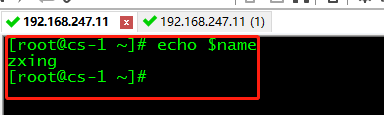 192.168.247.11
192.168.247.11 (1)
[root@cs-1 ~]# echo $name
zxing
[root@cs-1 ~]#